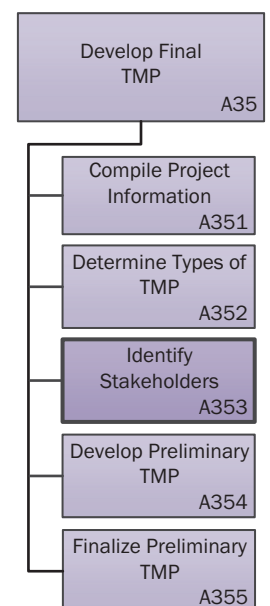 Develop Final
TMP
A35
Compile Project
Information
A351
Determine Types of
TMP
A352
Identify
Stakeholders
A353
Develop Preliminary
TMP
A354
Finalize Preliminary
TMP
A355